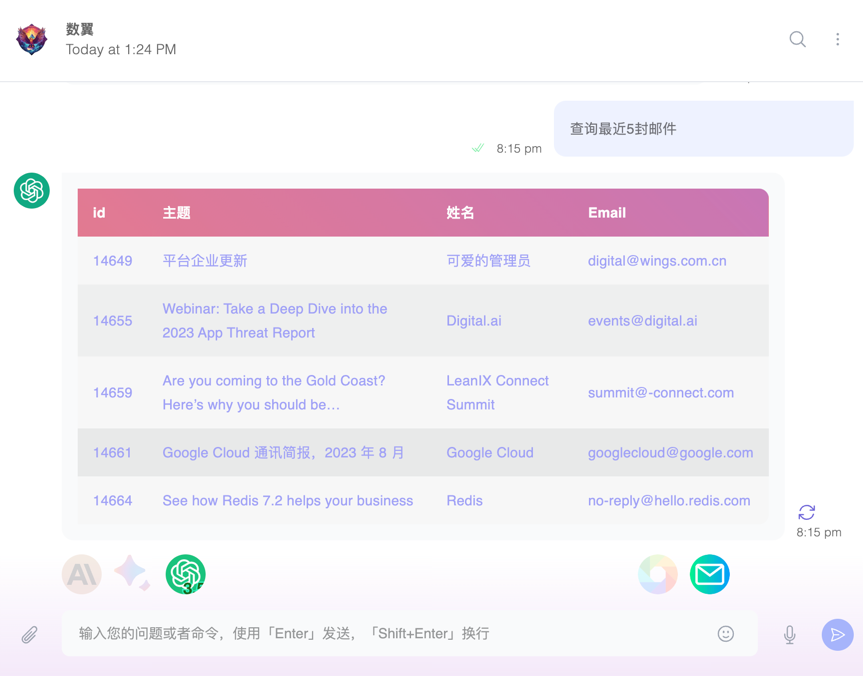 数翼
Today at 1:24 PM
查询最近5封邮件
8:15 pm
id 主题 姓名 Email
14649 平台企业更新 可爱的管理员 digital@wings.com.cn
Webinar: Take a Deep Dive into the
14655 Digital.ai events@digital.ai
2023 App Threat Report
Are you coming to the Gold Coast? LeanIX Connect
14659 summit@-connect.com
Here’s why you should be… Summit
14661 Google Cloud 通讯简报，2023 年 8 月 Google Cloud googlecloud@google.com
14664 See how Redis 7.2 helps your business Redis no-reply@hello.redis.com
8:15 pm
AI
输入您的问题或者命令，使用「Enter」发送，「Shift+Enter」换行